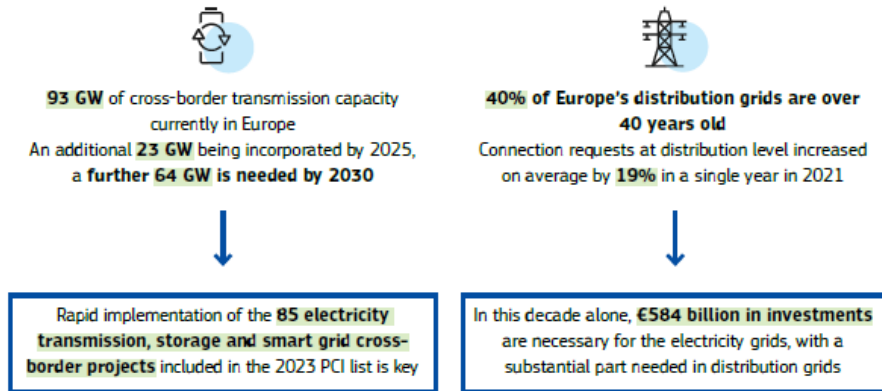 93 GW of cross-border transmission capacity
currently in Europe
An additional 23 GW being incorporated by 2025,
a further 64 GW is needed by 2030
Rapid implementation of the 85 electricity
transmission, storage and smart grid cross-
border projects included in the 2023 PCI list is key
40% of Europe's distribution grids are over
40 years old
Connection requests at distribution level increased
on average by 19% in a single year in 2021
In this decade alone, €584 billion in investments
are necessary for the electricity grids, with a
substantial part needed in distribution grids